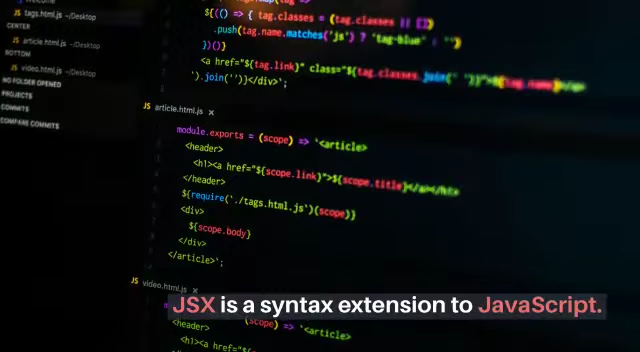 tags.html.js ~/Desktop
CENTER
article.html.js ~/Desktop
BOTTOM
video.html.js ~/Desktop
NO FOLDER OPENED
PROJECTS
COMMITS
COMPARE COMMITS
${(() => { tag.classes = (tag.classes || [])
.push(tag.name.matches('js') ? 'tag-blue' : '')
})()}
<a href="${tag.link}" class="${tag.classes.join(' ')}">${tag.name}</a>
`).join('')}</div>`;
JS article.html.js ×
module.exports = (scope) => `<article>
<header>
<h1><a href="${scope.link}">${scope.title}</a></h1>
</header>
${require('./tags.html.js')(scope)}
<div>
${scope.body}
</div>
</article>`;
JS video.html.js ×
JSX is a syntax extension to JavaScript.
(scope) => `<article>
<header>
<h1><a href="${scope